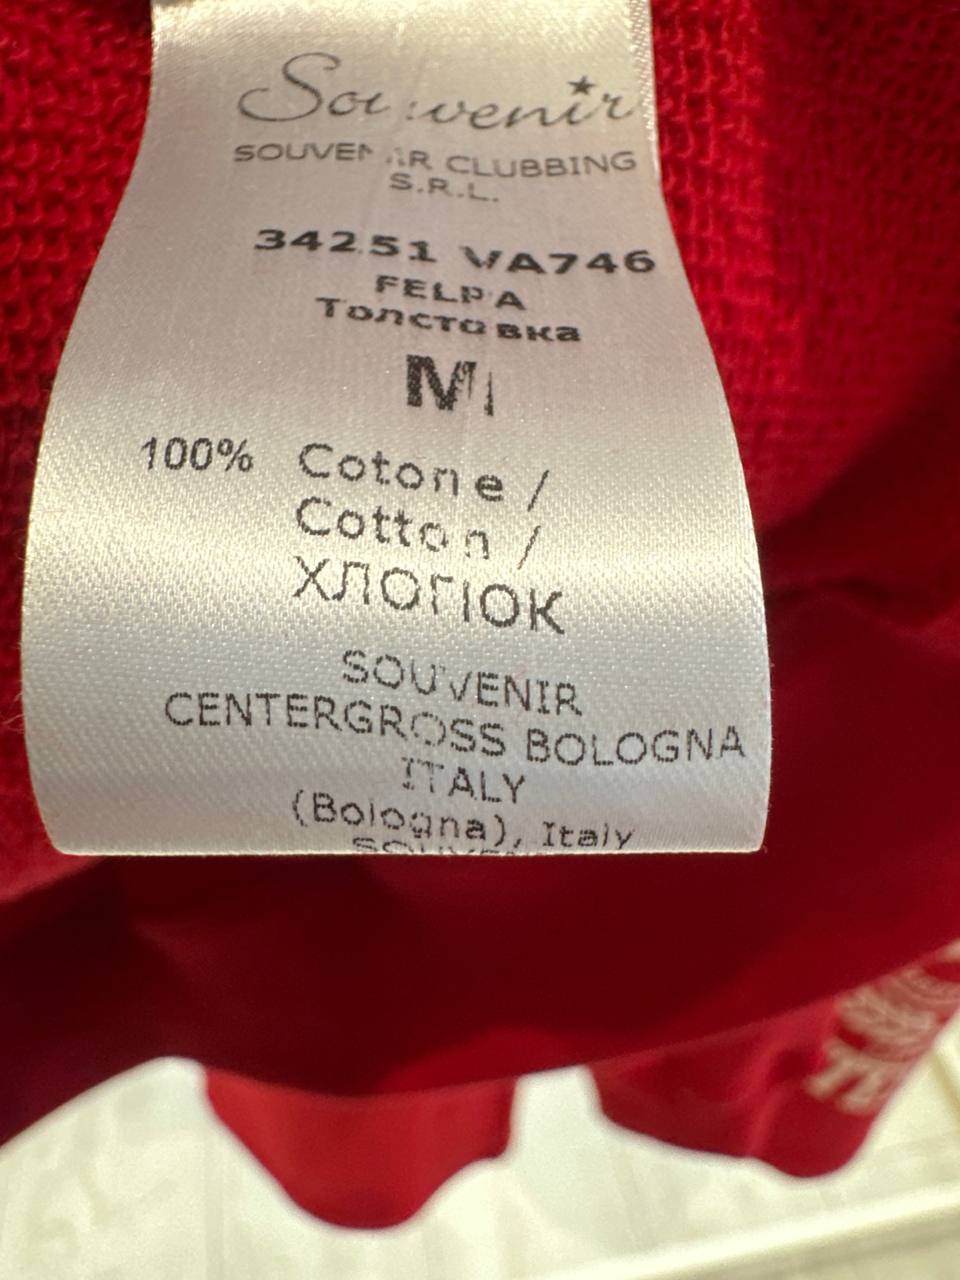 Souvenir
SOUVENIR CLUBBING
S.R.L.
34251 VA746
FELPA
Толстовка
M
100% Cotone /
Cotton /
ХЛОПОК
SOUVENIR
CENTERGROSS BOLOGNA
ITALY
(Bologna), Italy